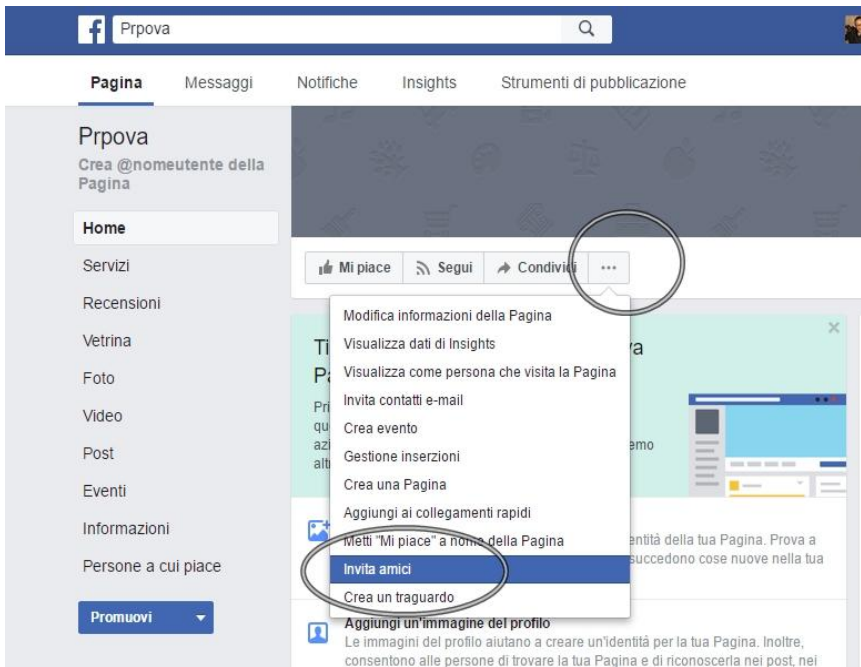 f Prpova
Pagina Messaggi Notifiche Insights Strumenti di pubblicazione
Prpova
Crea @nomeutente della
Pagina
Home
Servizi
Recensioni
Vetrina
Foto
Video
Post
Eventi
Informazioni
Persone a cui piace
Promuovi
Mi piace Segui Condividi ...
Modifica informazioni della Pagina
Visualizza dati di Insights
Visualizza come persona che visita la Pagina
Invita contatti e-mail
Crea evento
Gestione inserzioni
Crea una Pagina
Aggiungi ai collegamenti rapidi
Metti "Mi piace" a nome della Pagina
Invita amici
Crea un traguardo
entità della tua Pagina. Prova a
succedono cose nuove nella tua
Aggiungi un'immagine del profilo
Le immagini del profilo aiutano a creare un'identità per la tua Pagina. Inoltre,
consentono alle persone di trovare la tua Pagina e di riconoscerla nei post, nei